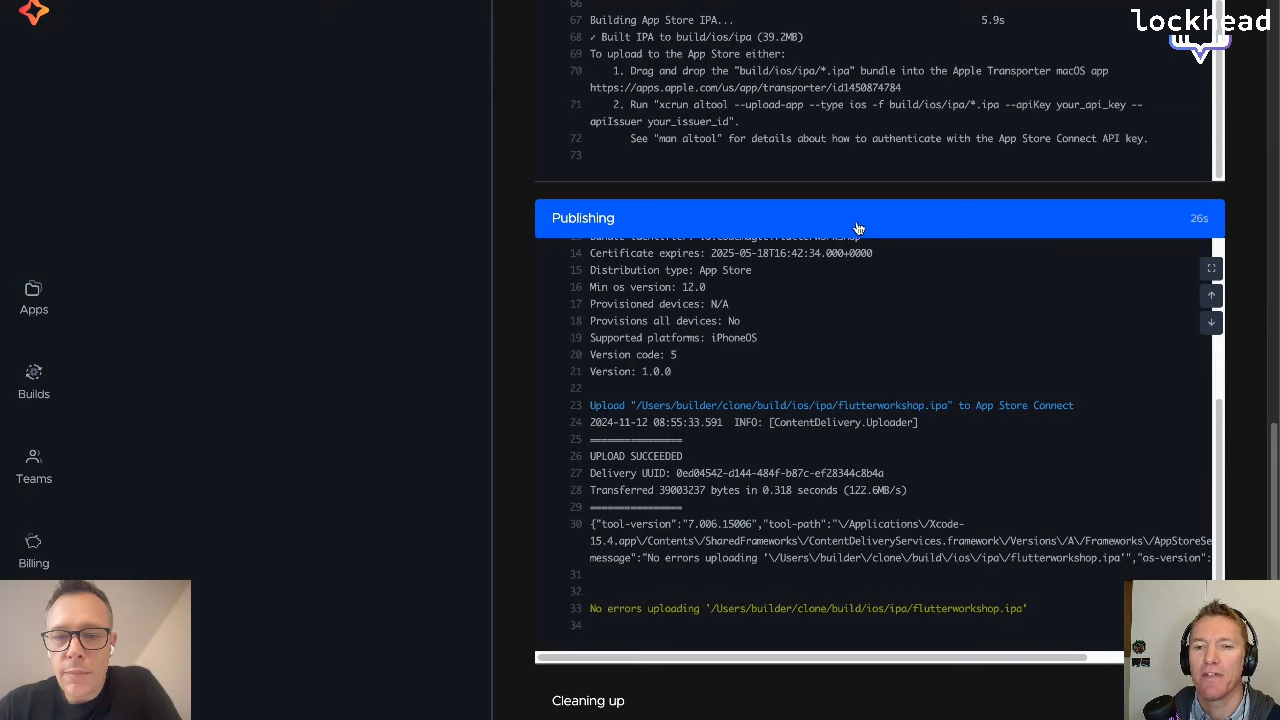 lockhead
66
67 Building App Store IPA... 5.9s
68 ✓ Built IPA to build/ios/ipa (39.2MB)
69 To upload to the App Store either:
70 1. Drag and drop the "build/ios/ipa/*.ipa" bundle into the Apple Transporter macOS app
https://apps.apple.com/us/app/transporter/id1450874784
71 2. Run "xcrun altool --upload-app --type ios -f build/ios/ipa/*.ipa --apiKey your_api_key --
apiIssuer your_issuer_id".
72 See "man altool" for details about how to authenticate with the App Store Connect API key.
73
Publishing 26s
14 Certificate expires: 2025-05-18T16:42:34.000+0000
15 Distribution type: App Store
16 Min os version: 12.0
17 Provisioned devices: N/A
18 Provisions all devices: No
19 Supported platforms: iPhoneOS
20 Version code: 5
21 Version: 1.0.0
22
23 Upload "/Users/builder/clone/build/ios/ipa/flutterworkshop.ipa" to App Store Connect
24 2024-11-12 08:55:33.591 INFO: [ContentDelivery.Uploader]
25 ================
26 UPLOAD SUCCEEDED
27 Delivery UUID: 0ed04542-d144-484f-b87c-ef28344c8b4a
28 Transferred 39003237 bytes in 0.318 seconds (122.6MB/s)
29 ================
30 {"tool-version":"7.006.15006","tool-path":"\/Applications\/Xcode-
15.4.app\/Contents\/SharedFrameworks\/ContentDeliveryServices.framework\/Versions\/A\/Frameworks\/AppStoreSe
message":"No errors uploading '\/Users\/builder\/clone\/build\/ios\/ipa\/flutterworkshop.ipa'","os-version":
31
32
33 No errors uploading '/Users/builder/clone/build/ios/ipa/flutterworkshop.ipa'
34
Cleaning up
Apps
Builds
Teams
Billing